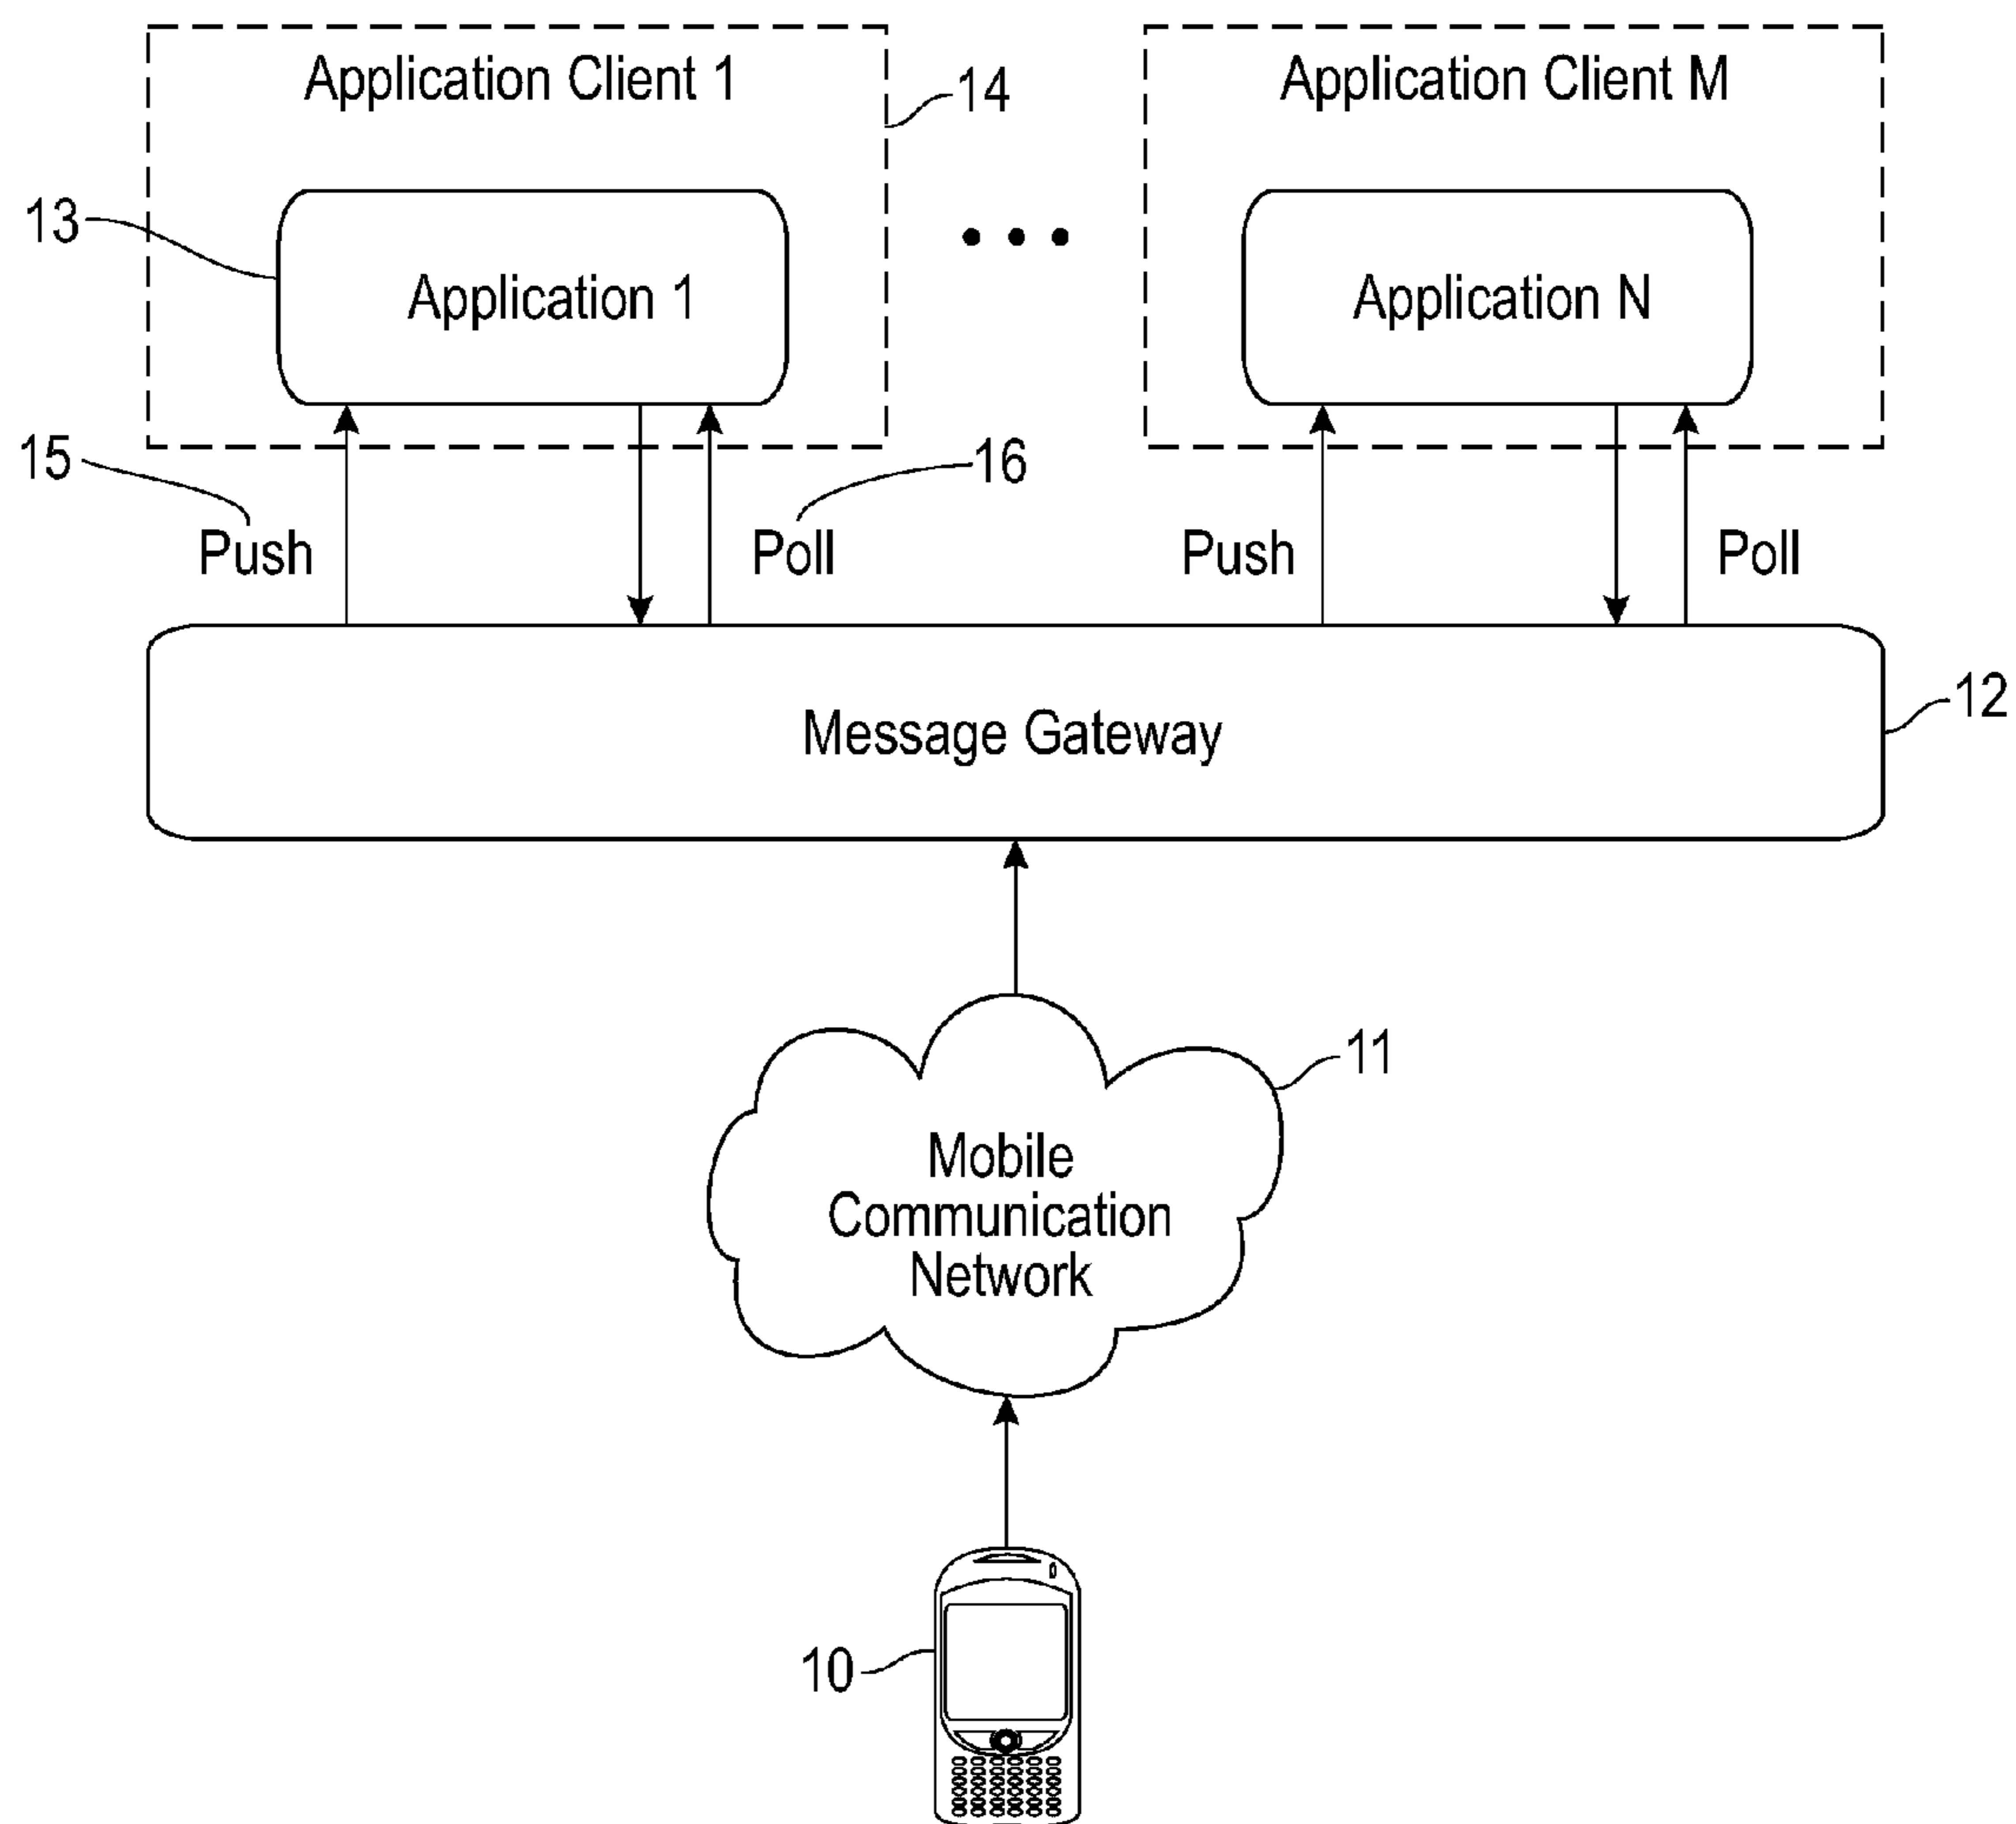 Application Client 1
14
Application Client M
13
Application 1
Application N
15
16
Push
Poll
Push
Poll
Message Gateway
12
11
Mobile
Communication
Network
10